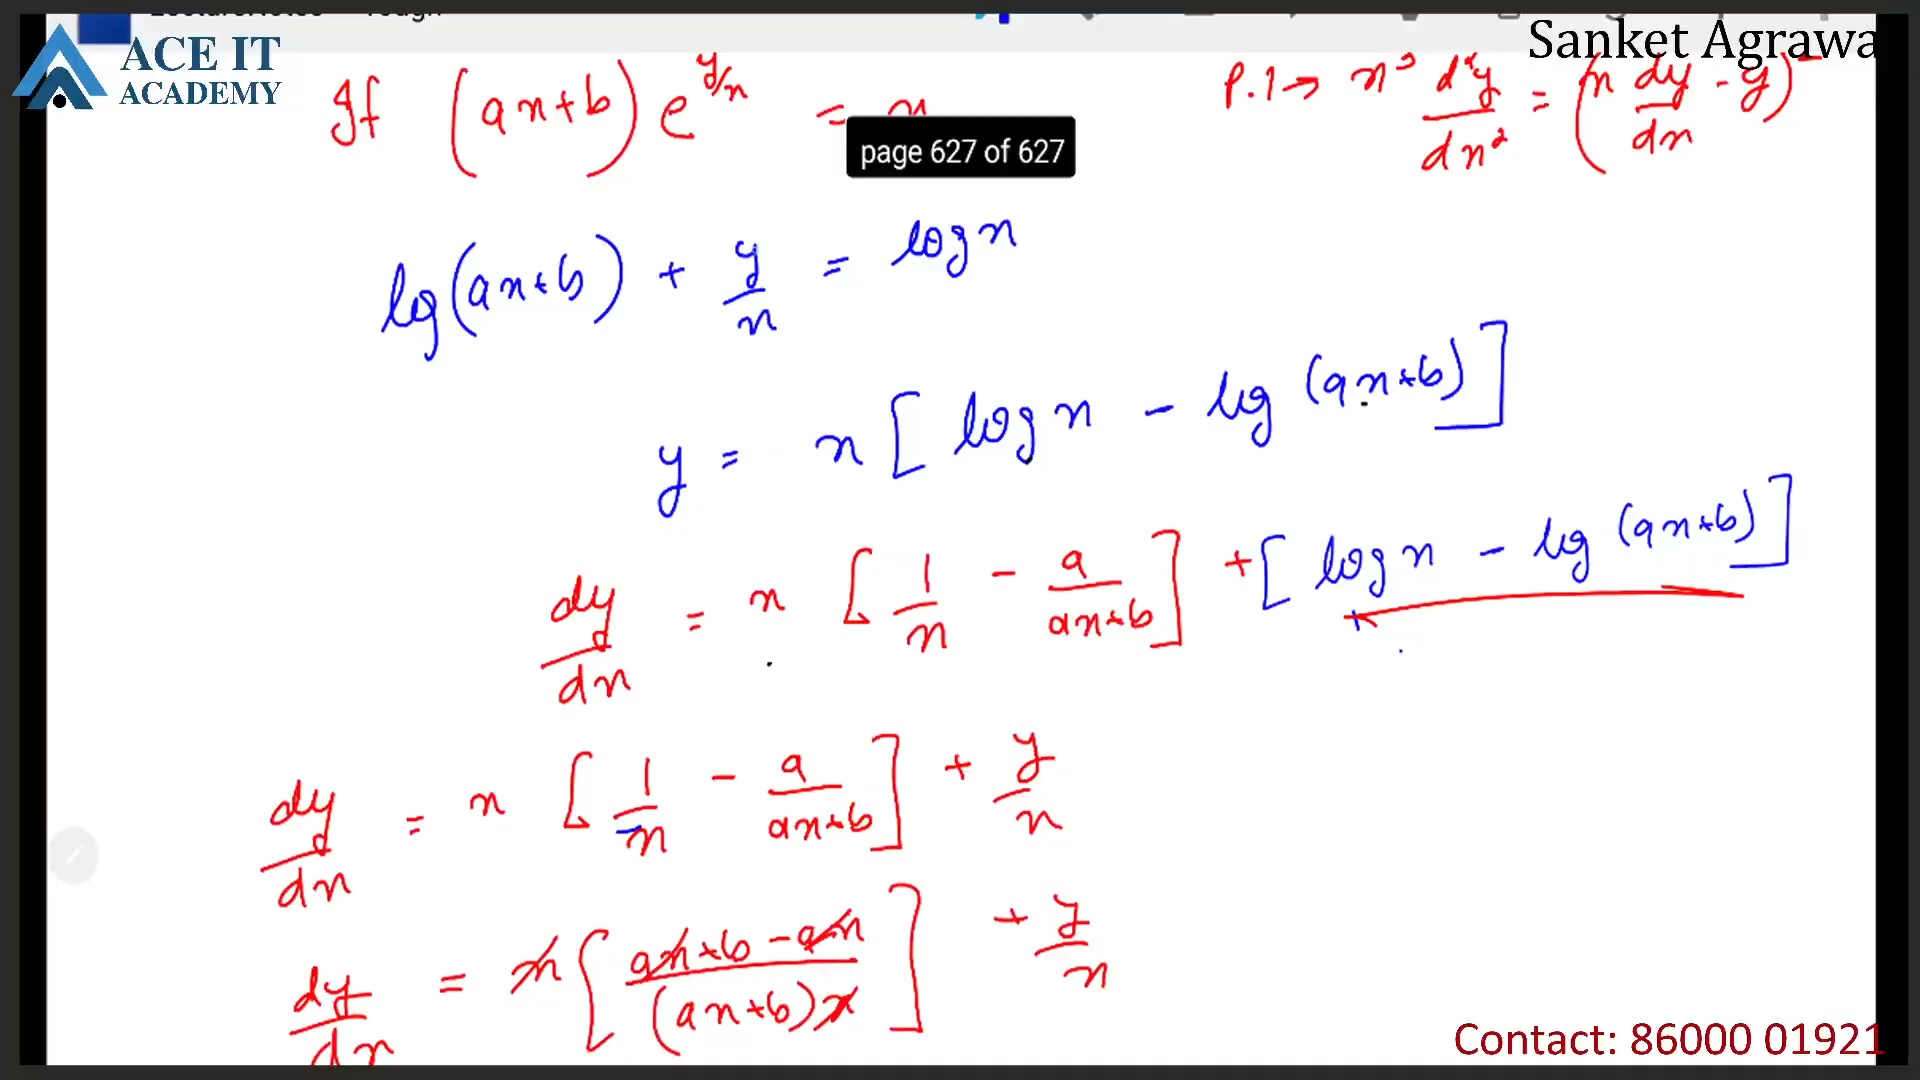 ACE IT
ACADEMY
Sanket Agrawa
If (ax+b) e^{y/x} = x
P.T → x³ d²y/dx² = (x dy/dx - y)²
page 627 of 627
log(ax+b) + y/x = log x
y = x [ log x - log (ax+b) ]
dy/dx = x [ 1/x - a/(ax+b) ] + [ log x - log (ax+b) ]
dy/dx = x [ 1/x - a/(ax+b) ] + y/x
dy/dx = x [ (ax+b - ax)/((ax+b)x) ] + y/x
Contact: 86000 01921